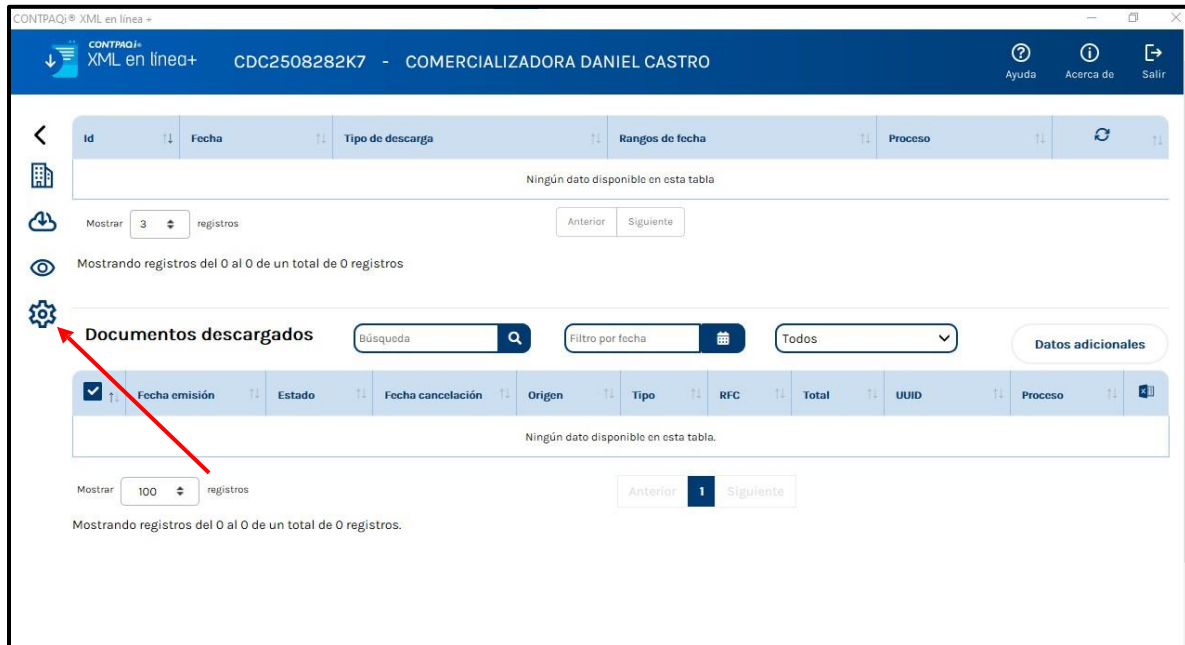 CONTPAQi® XML en línea +
CONTPAQi®
XML en línea+ CDC2508282K7 - COMERCIALIZADORA DANIEL CASTRO
Ayuda Acerca de Salir
Id Fecha Tipo de descarga Rangos de fecha Proceso
Ningún dato disponible en esta tabla
Mostrar 3 registros Anterior Siguiente
Mostrando registros del 0 al 0 de un total de 0 registros
Documentos descargados Búsqueda Filtro por fecha Todos Datos adicionales
Fecha emisión Estado Fecha cancelación Origen Tipo RFC Total UUID Proceso
Ningún dato disponible en esta tabla.
Mostrar 100 registros Anterior 1 Siguiente
Mostrando registros del 0 al 0 de un total de 0 registros.